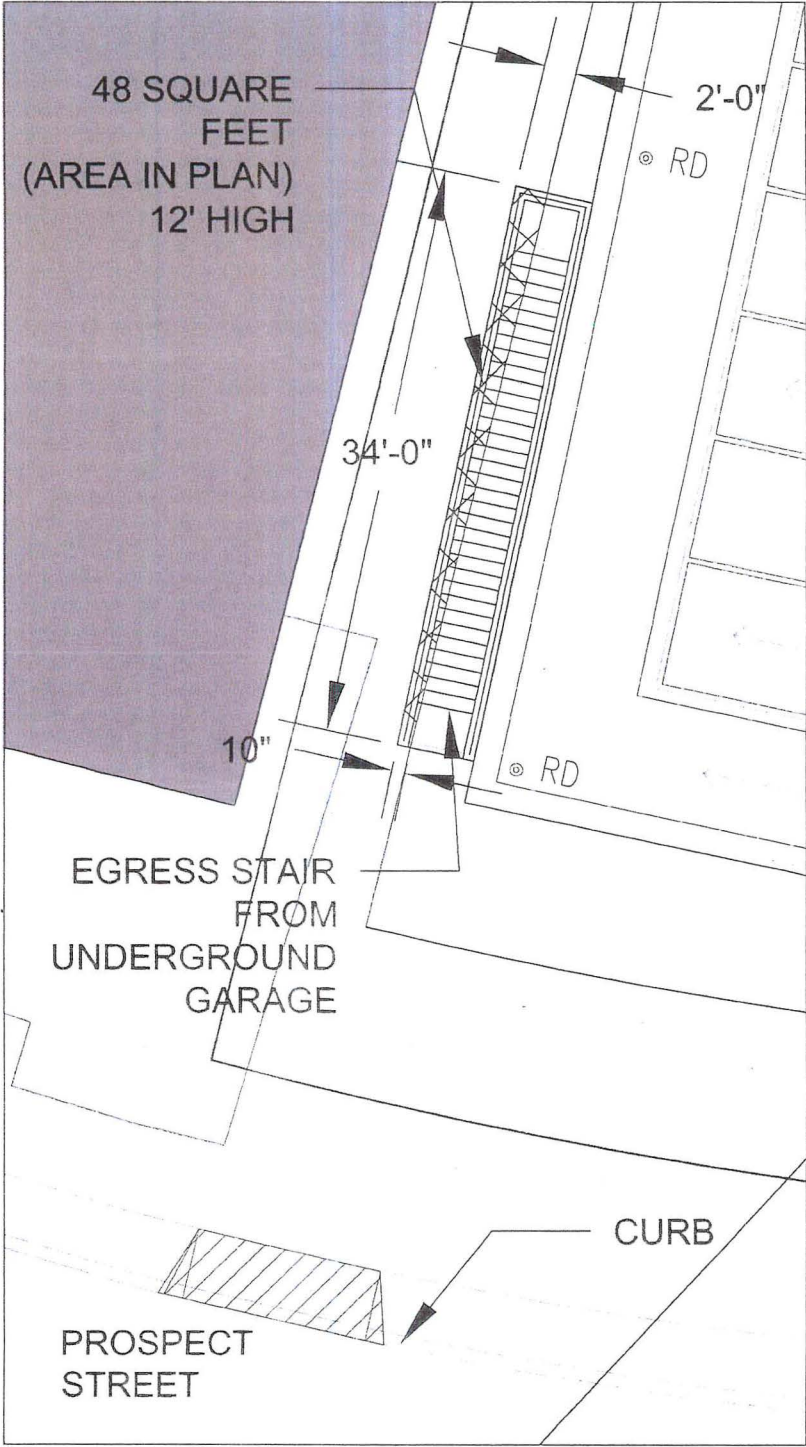 48 SQUARE
FEET
(AREA IN PLAN)
12' HIGH
2'-0"
RD
34'-0"
10"
RD
EGRESS STAIR
FROM
UNDERGROUND
GARAGE
CURB
PROSPECT
STREET